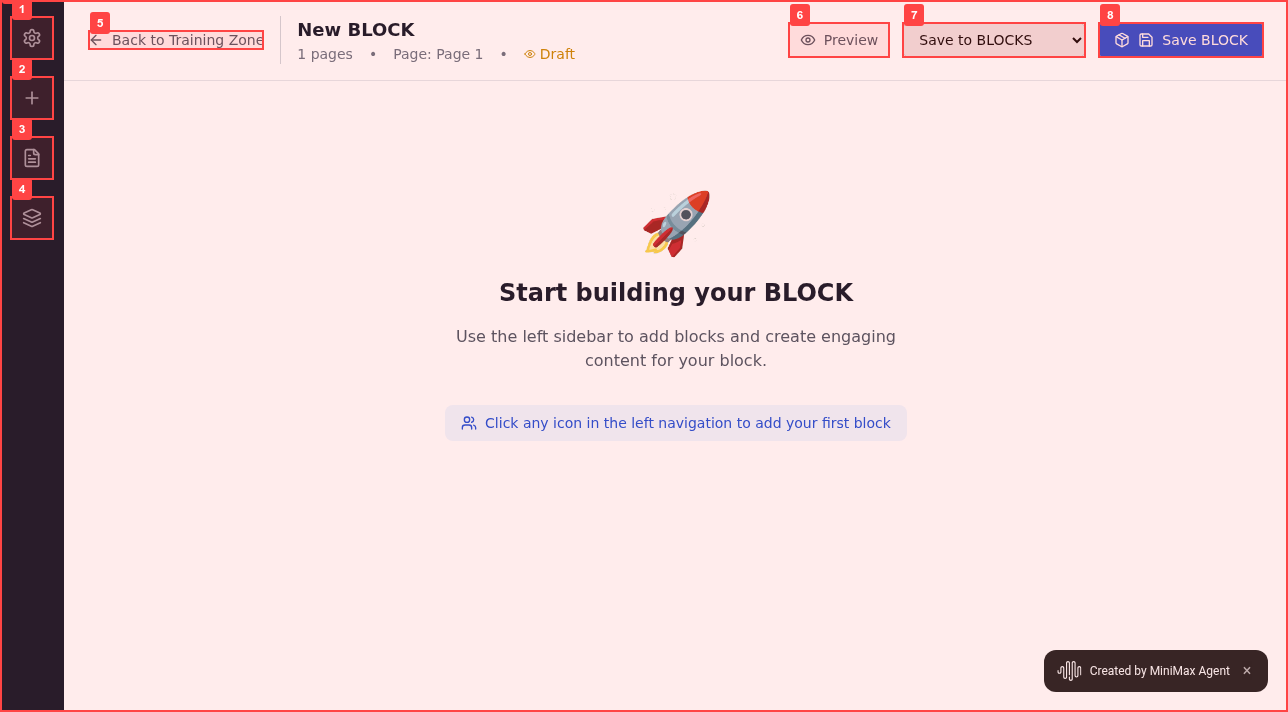 1
2
3
4
5
Back to Training Zone
New BLOCK
1 pages • Page: Page 1 • Draft
6
Preview
7
Save to BLOCKS
8
Save BLOCK
Start building your BLOCK
Use the left sidebar to add blocks and create engaging
content for your block.
Click any icon in the left navigation to add your first block
Created by MiniMax Agent ×